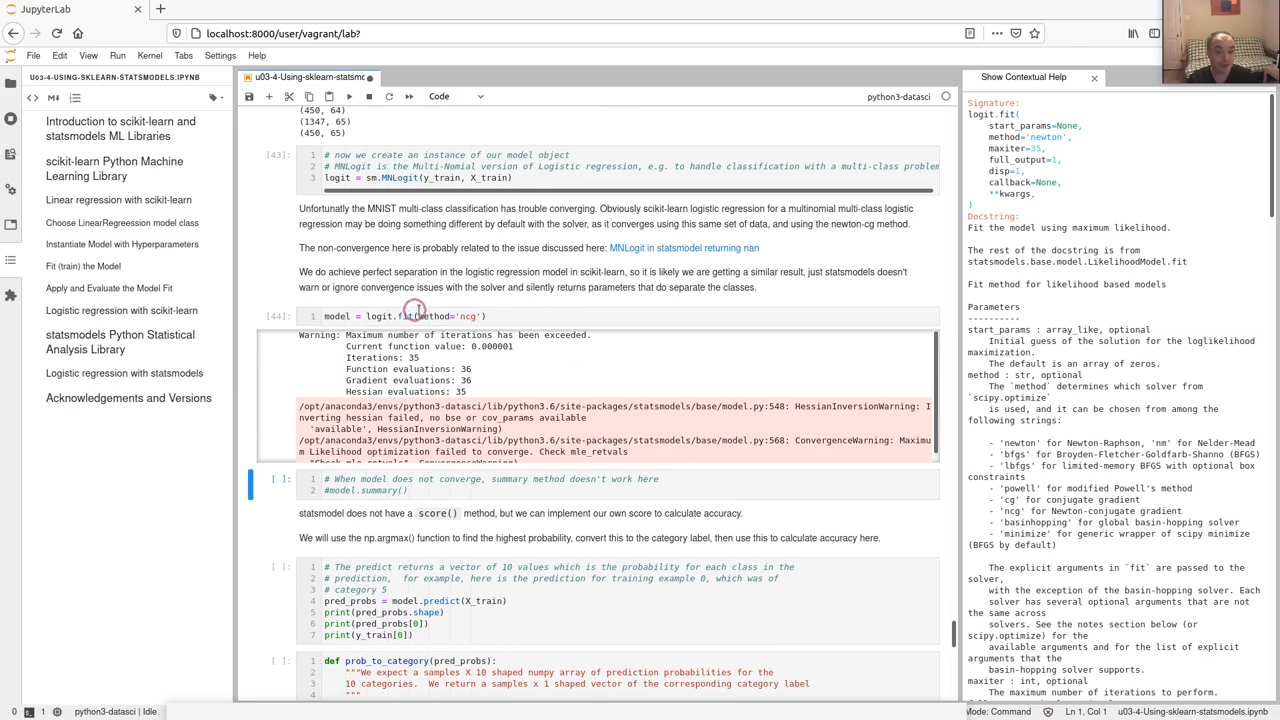 JupyterLab
localhost:8000/user/vagrant/lab?
File Edit View Run Kernel Tabs Settings Help
U03-4-USING-SKLEARN-STATSMODELS.IPYNB
Introduction to scikit-learn and
statsmodels ML Libraries
scikit-learn Python Machine
Learning Library
Linear regression with scikit-learn
Choose LinearRegreession model class
Instantiate Model with Hyperparameters
Fit (train) the Model
Apply and Evaluate the Model Fit
Logistic regression with scikit-learn
statsmodels Python Statistical
Analysis Library
Logistic regression with statsmodels
Acknowledgements and Versions
u03-4-Using-sklearn-statsmo
Code
python3-datasci
(450, 64)
(1347, 65)
(450, 65)
[43]:
1 # now we create an instance of our model object
2 # MNLogit is the Multi-Nomial version of Logistic regression, e.g. to handle classification with a multi-class problem
3 logit = sm.MNLogit(y_train, X_train)
Unfortunatly the MNIST multi-class classification has trouble converging. Obviously scikit-learn logistic regression for a multinomial multi-class logistic
regression may be doing something different by default with the solver, as it converges using this same set of data, and using the newton-cg method.
The non-convergence here is probably related to the issue discussed here: MNLogit in statsmodel returning nan
We do achieve perfect separation in the logistic regression model in scikit-learn, so it is likely we are getting a similar result, just statsmodels doesn't
warn or ignore convergence issues with the solver and silently returns parameters that do separate the classes.
[44]:
1 model = logit.fit(method='ncg')
Warning: Maximum number of iterations has been exceeded.
Current function value: 0.000001
Iterations: 35
Function evaluations: 36
Gradient evaluations: 36
Hessian evaluations: 35
/opt/anaconda3/envs/python3-datasci/lib/python3.6/site-packages/statsmodels/base/model.py:548: HessianInversionWarning: I
nverting hessian failed, no bse or cov_params available
'available', HessianInversionWarning)
/opt/anaconda3/envs/python3-datasci/lib/python3.6/site-packages/statsmodels/base/model.py:568: ConvergenceWarning: Maximu
m Likelihood optimization failed to converge. Check mle_retvals
"Check mle_retvals", ConvergenceWarning)
[ ]:
1 # When model does not converge, summary method doesn't work here
2 #model.summary()
statsmodel does not have a score() method, but we can implement our own score to calculate accuracy.
We will use the np.argmax() function to find the highest probability, convert this to the category label, then use this to calculate accuracy here.
[ ]:
1 # The predict returns a vector of 10 values which is the probability for each class in the
2 # prediction, for example, here is the prediction for training example 0, which was of
3 # category 5
4 pred_probs = model.predict(X_train)
5 print(pred_probs.shape)
6 print(pred_probs[0])
7 print(y_train[0])
[ ]:
1 def prob_to_category(pred_probs):
2 """We expect a samples X 10 shaped numpy array of prediction probabilities for the
3 10 categories. We return a samples x 1 shaped vector of the corresponding category label
4 """
Show Contextual Help
Signature:
logit.fit(
start_params=None,
method='newton',
maxiter=35,
full_output=1,
disp=1,
callback=None,
**kwargs,
)
Docstring:
Fit the model using maximum likelihood.
The rest of the docstring is from
statsmodels.base.model.LikelihoodModel.fit
Fit method for likelihood based models
Parameters
----------
start_params : array_like, optional
Initial guess of the solution for the loglikelihood
maximization.
The default is an array of zeros.
method : str, optional
The `method` determines which solver from
`scipy.optimize`
is used, and it can be chosen from among the
following strings:
- 'newton' for Newton-Raphson, 'nm' for Nelder-Mead
- 'bfgs' for Broyden-Fletcher-Goldfarb-Shanno (BFGS)
- 'lbfgs' for limited-memory BFGS with optional box
constraints
- 'powell' for modified Powell's method
- 'cg' for conjugate gradient
- 'ncg' for Newton-conjugate gradient
- 'basinhopping' for global basin-hopping solver
- 'minimize' for generic wrapper of scipy minimize
(BFGS by default)
The explicit arguments in `fit` are passed to the
solver,
with the exception of the basin-hopping solver. Each
solver has several optional arguments that are not
the same across
solvers. See the notes section below (or
scipy.optimize) for the
available arguments and for the list of explicit
arguments that the
basin-hopping solver supports.
maxiter : int, optional
The maximum number of iterations to perform.
0 1 python3-datasci | Idle
Mode: Command
Ln 1, Col 1
u03-4-Using-sklearn-statsmodels.ipynb